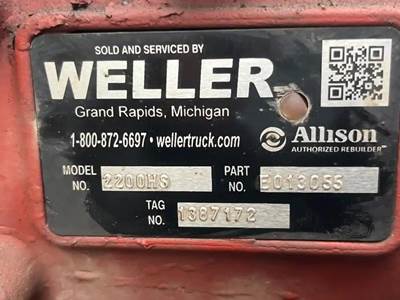 SOLD AND SERVICED BY
WELLER
Grand Rapids, Michigan
1-800-872-6697 • wellertruck.com
Allison
AUTHORIZED REBUILDER™
MODEL NO. 2200HS
PART NO. E013055
TAG NO. 1387172